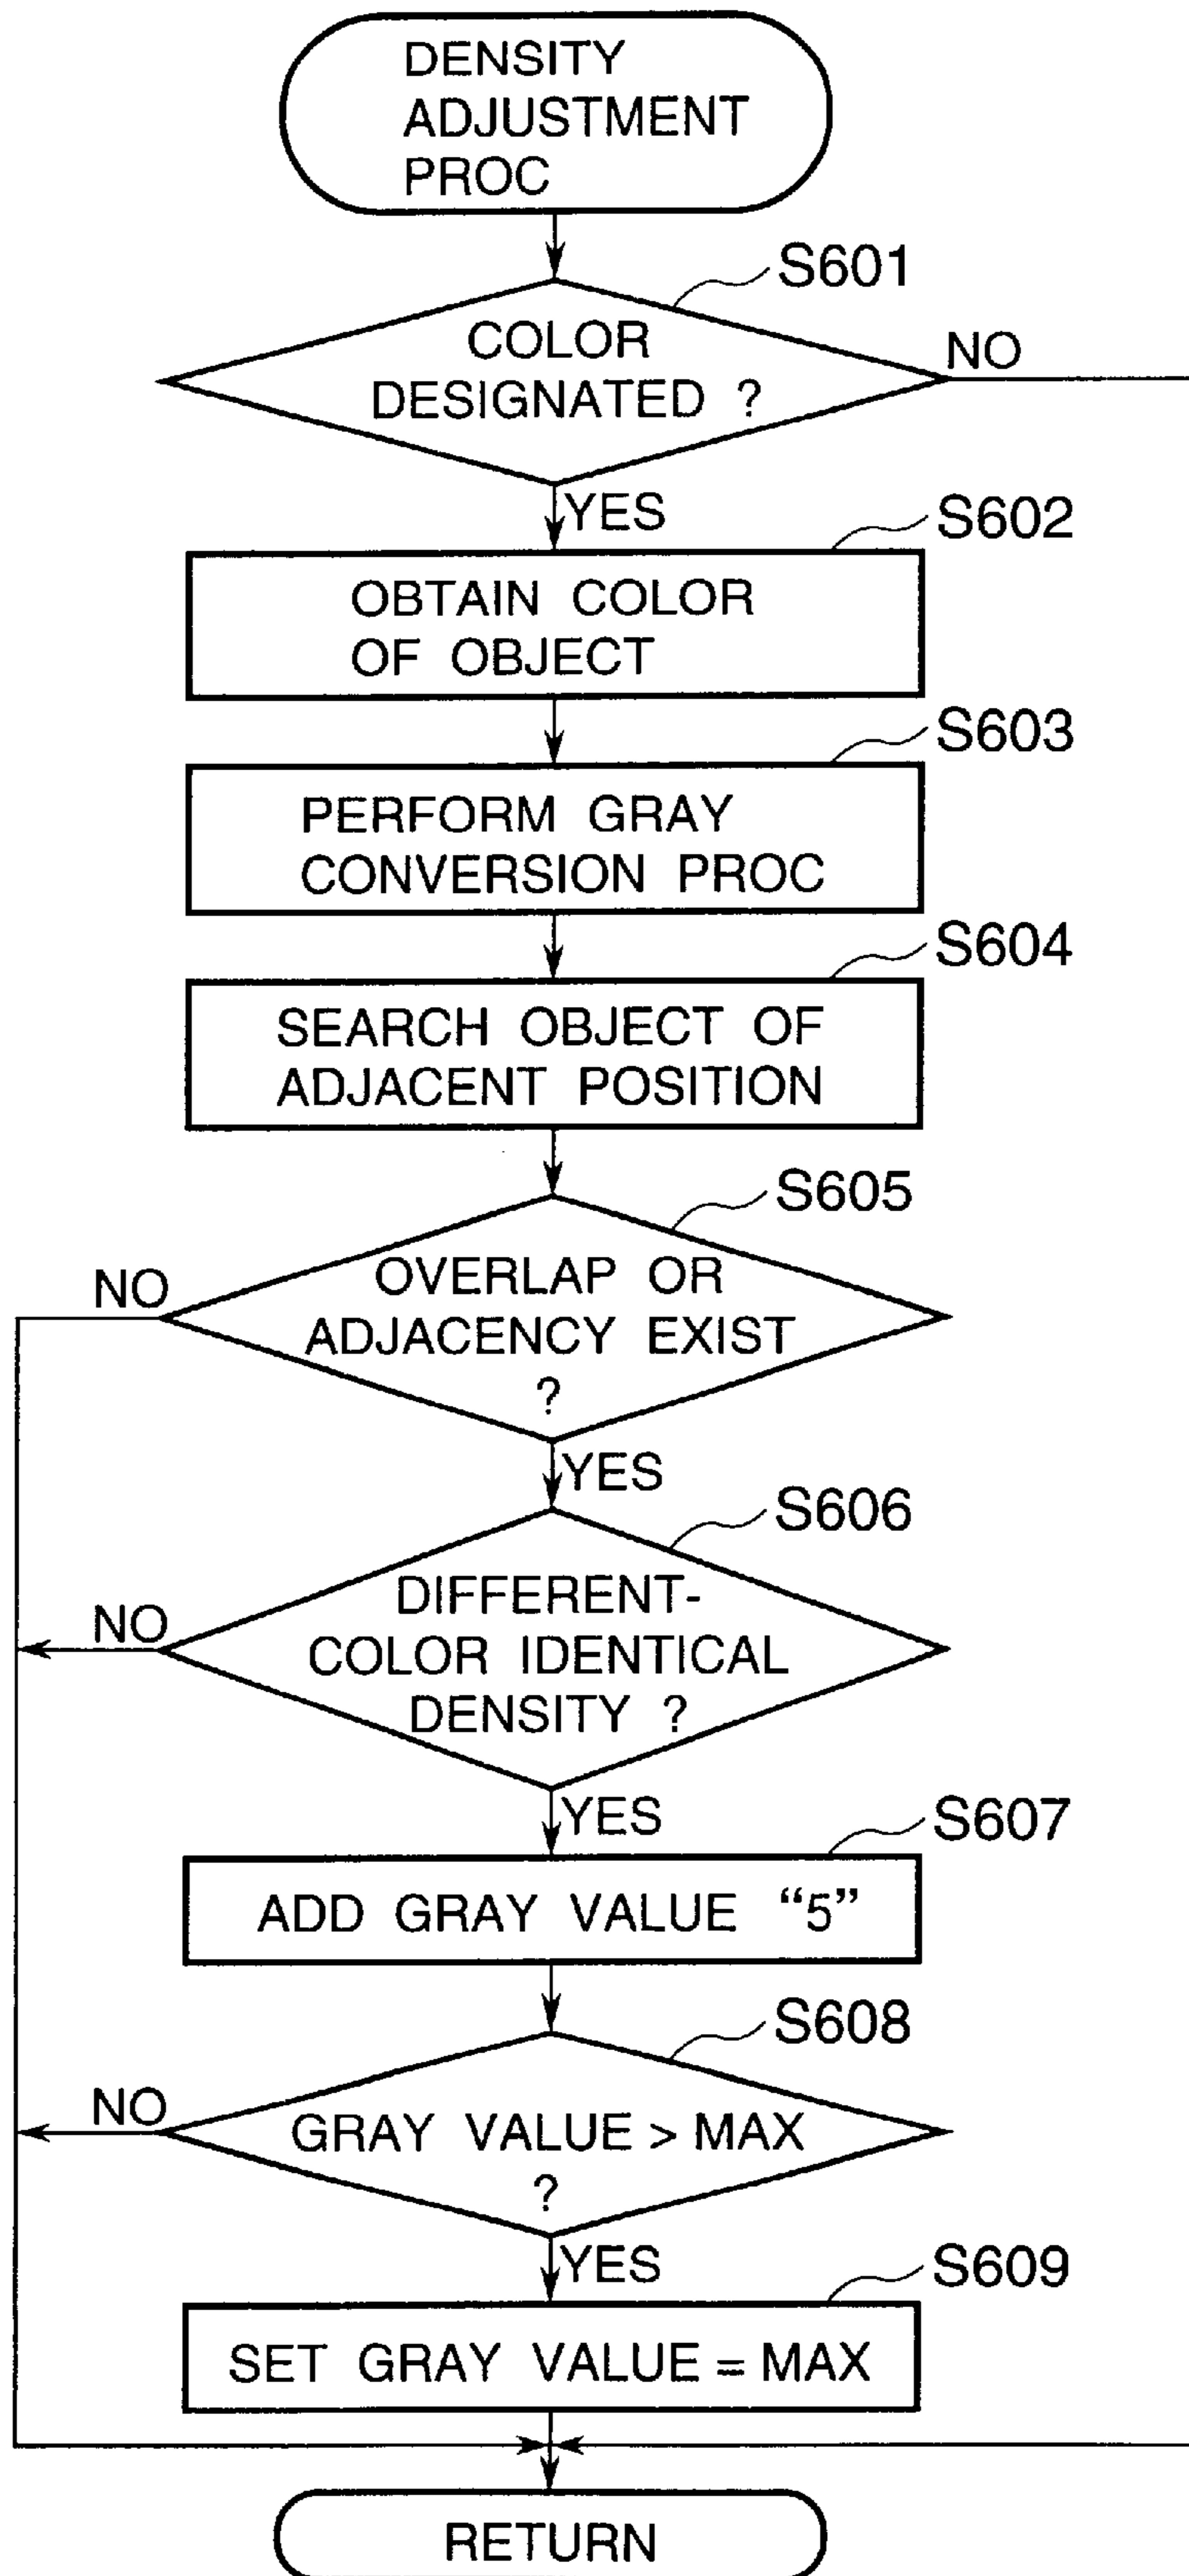 DENSITY
ADJUSTMENT
PROC
S601
COLOR
DESIGNATED ?
NO
YES
S602
OBTAIN COLOR
OF OBJECT
S603
PERFORM GRAY
CONVERSION PROC
S604
SEARCH OBJECT OF
ADJACENT POSITION
S605
NO
OVERLAP OR
ADJACENCY EXIST
?
YES
S606
NO
DIFFERENT-
COLOR IDENTICAL
DENSITY ?
YES
S607
ADD GRAY VALUE “5”
S608
NO
GRAY VALUE > MAX
?
YES
S609
SET GRAY VALUE = MAX
RETURN